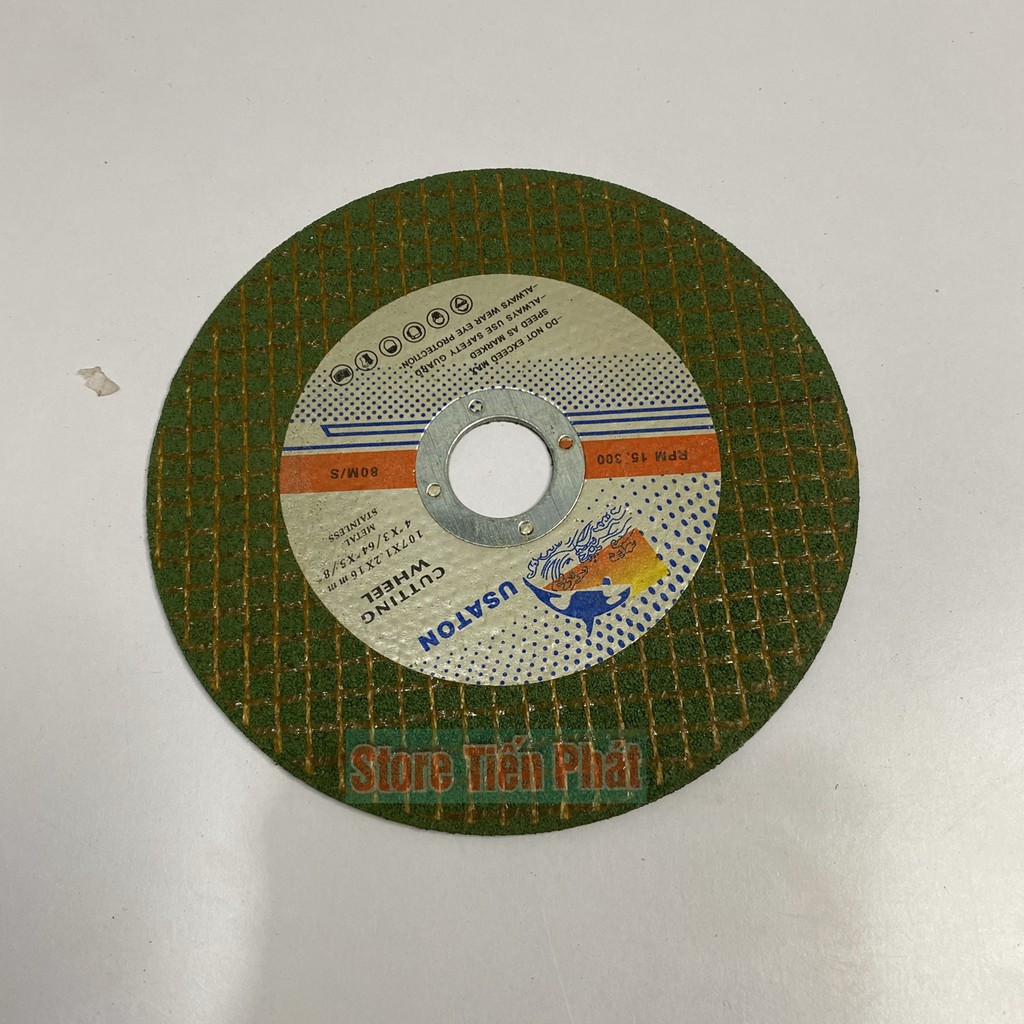 USATON
CUTTING
WHEEL
107X1.2X16mm
4"X3/64"X5/8"
METAL
STAINLESS
RPM 15.300
80M/S
-DO NOT EXCEED MAX
SPEED AS MARKED
-ALWAYS USE SAFETY GUARD
-ALWAYS WEAR EYE PROTECTION-
Store Tiến Phát